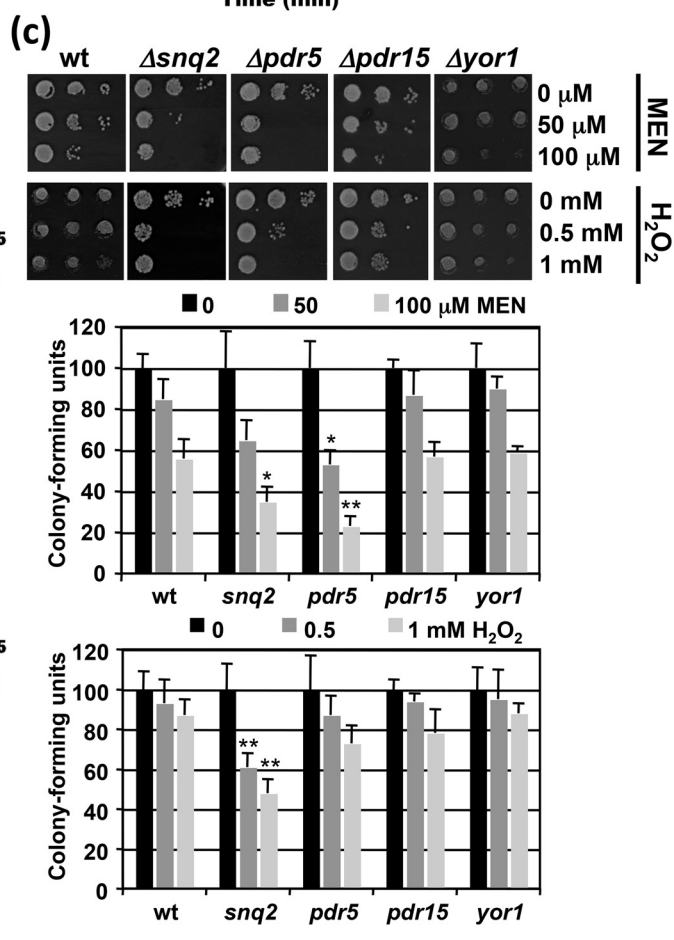 Time (min)
(c)
wt Δsnq2 Δpdr5 Δpdr15 Δyor1
0 μM
50 μM
100 μM
MEN
0 mM
0.5 mM
1 mM
H₂O₂
5
0 50 100 μM MEN
Colony-forming units
120
100
80
60
40
20
0
* * **
wt snq2 pdr5 pdr15 yor1
5
0 0.5 1 mM H₂O₂
Colony-forming units
120
100
80
60
40
20
0
** **
wt snq2 pdr5 pdr15 yor1